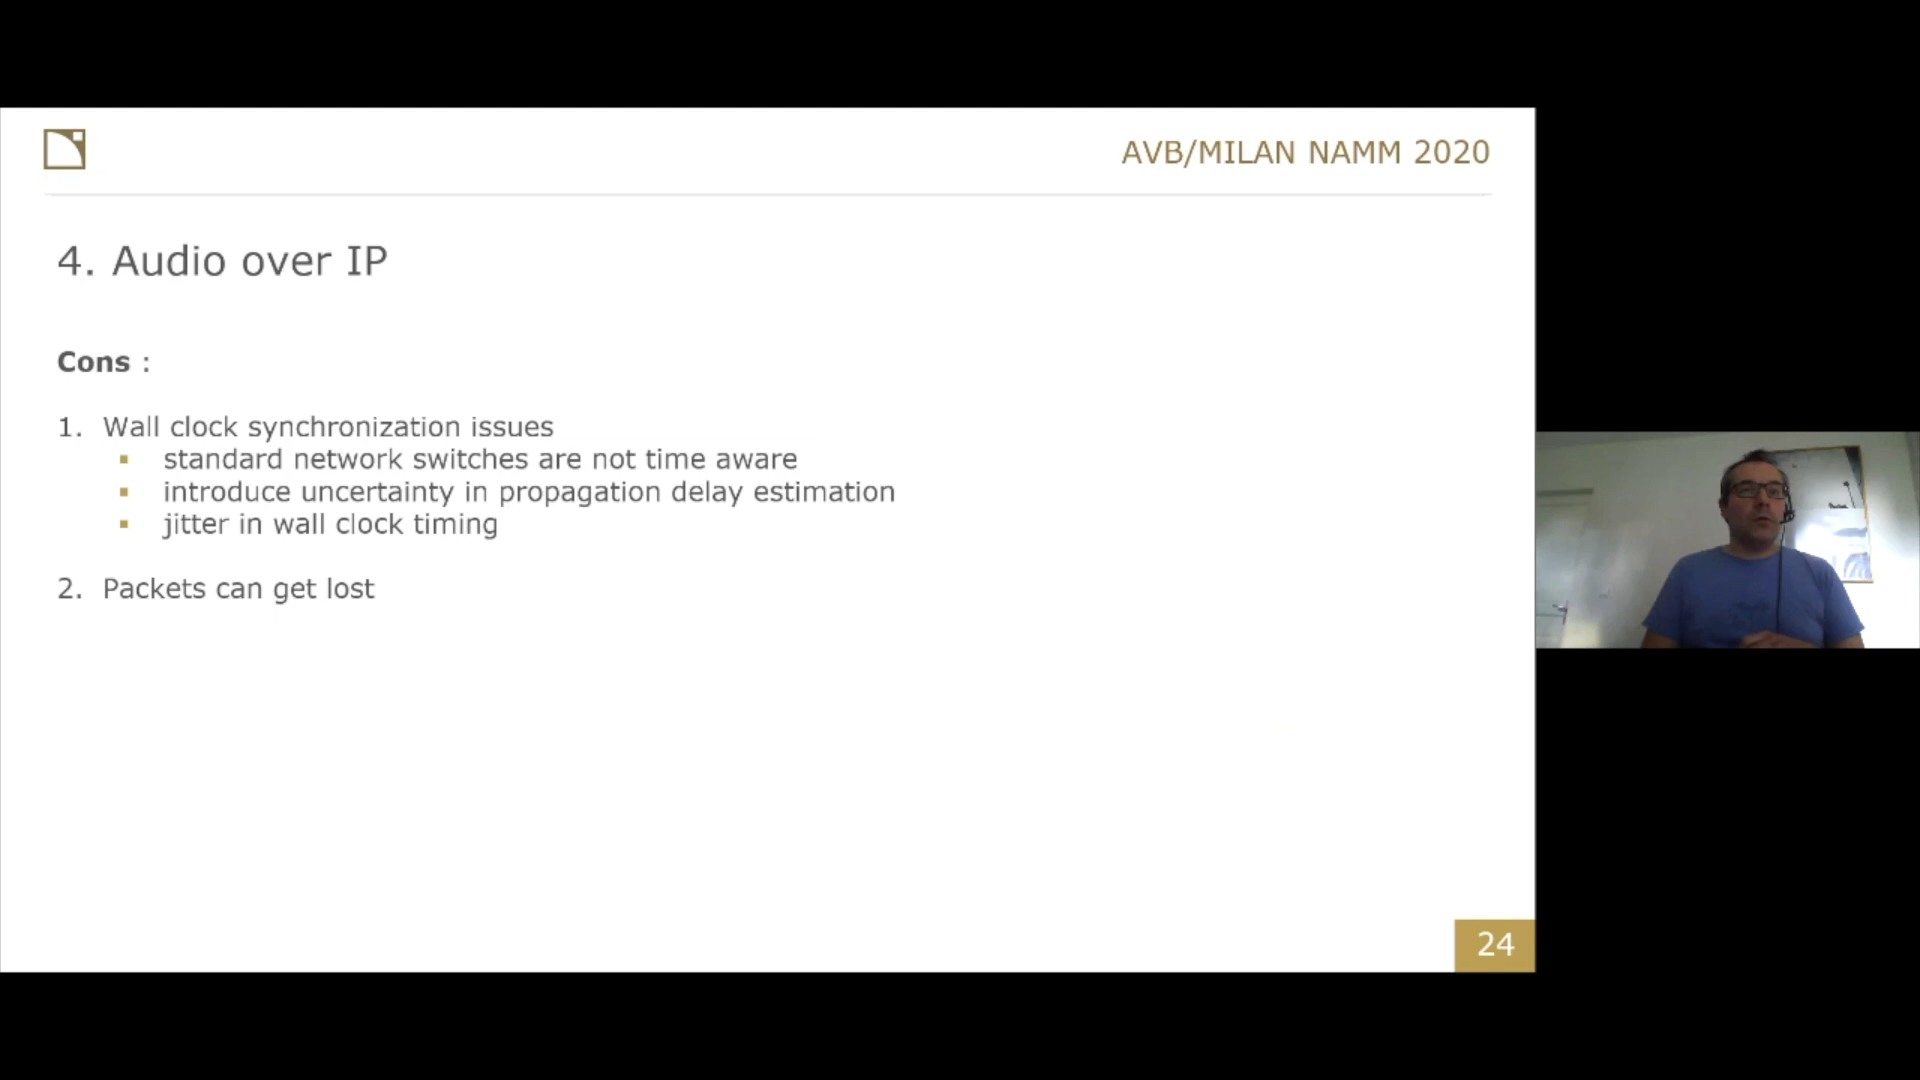 AVB/MILAN NAMM 2020
4. Audio over IP
Cons :
1. Wall clock synchronization issues
▪ standard network switches are not time aware
▪ introduce uncertainty in propagation delay estimation
▪ jitter in wall clock timing
2. Packets can get lost
24